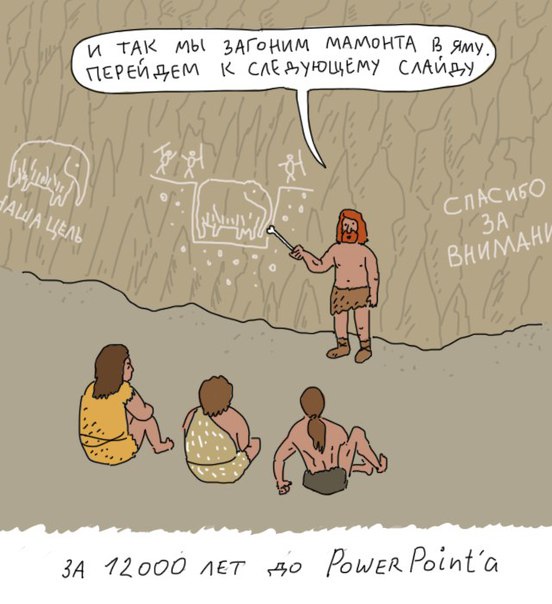 И ТАК МЫ ЗАГОНИМ МАМОНТА В ЯМУ.
ПЕРЕЙДЕМ К СЛЕДУЮЩЕМУ СЛАЙДУ
НАША ЦЕЛЬ
СПАСИБО
ЗА
ВНИМАНИ
ЗА 12000 ЛЕТ ДО POWERPOINT'а